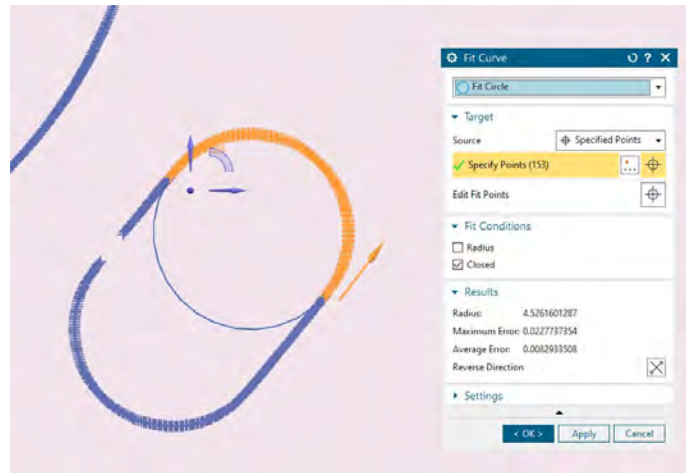 Fit Curve
Fit Circle
Target
Source Specified Points
Specify Points (153)
Edit Fit Points
Fit Conditions
Radius
Closed
Results
Radius: 4.5261601287
Maximum Error: 0.0227737354
Average Error: 0.0082933508
Reverse Direction
Settings
< OK > Apply Cancel